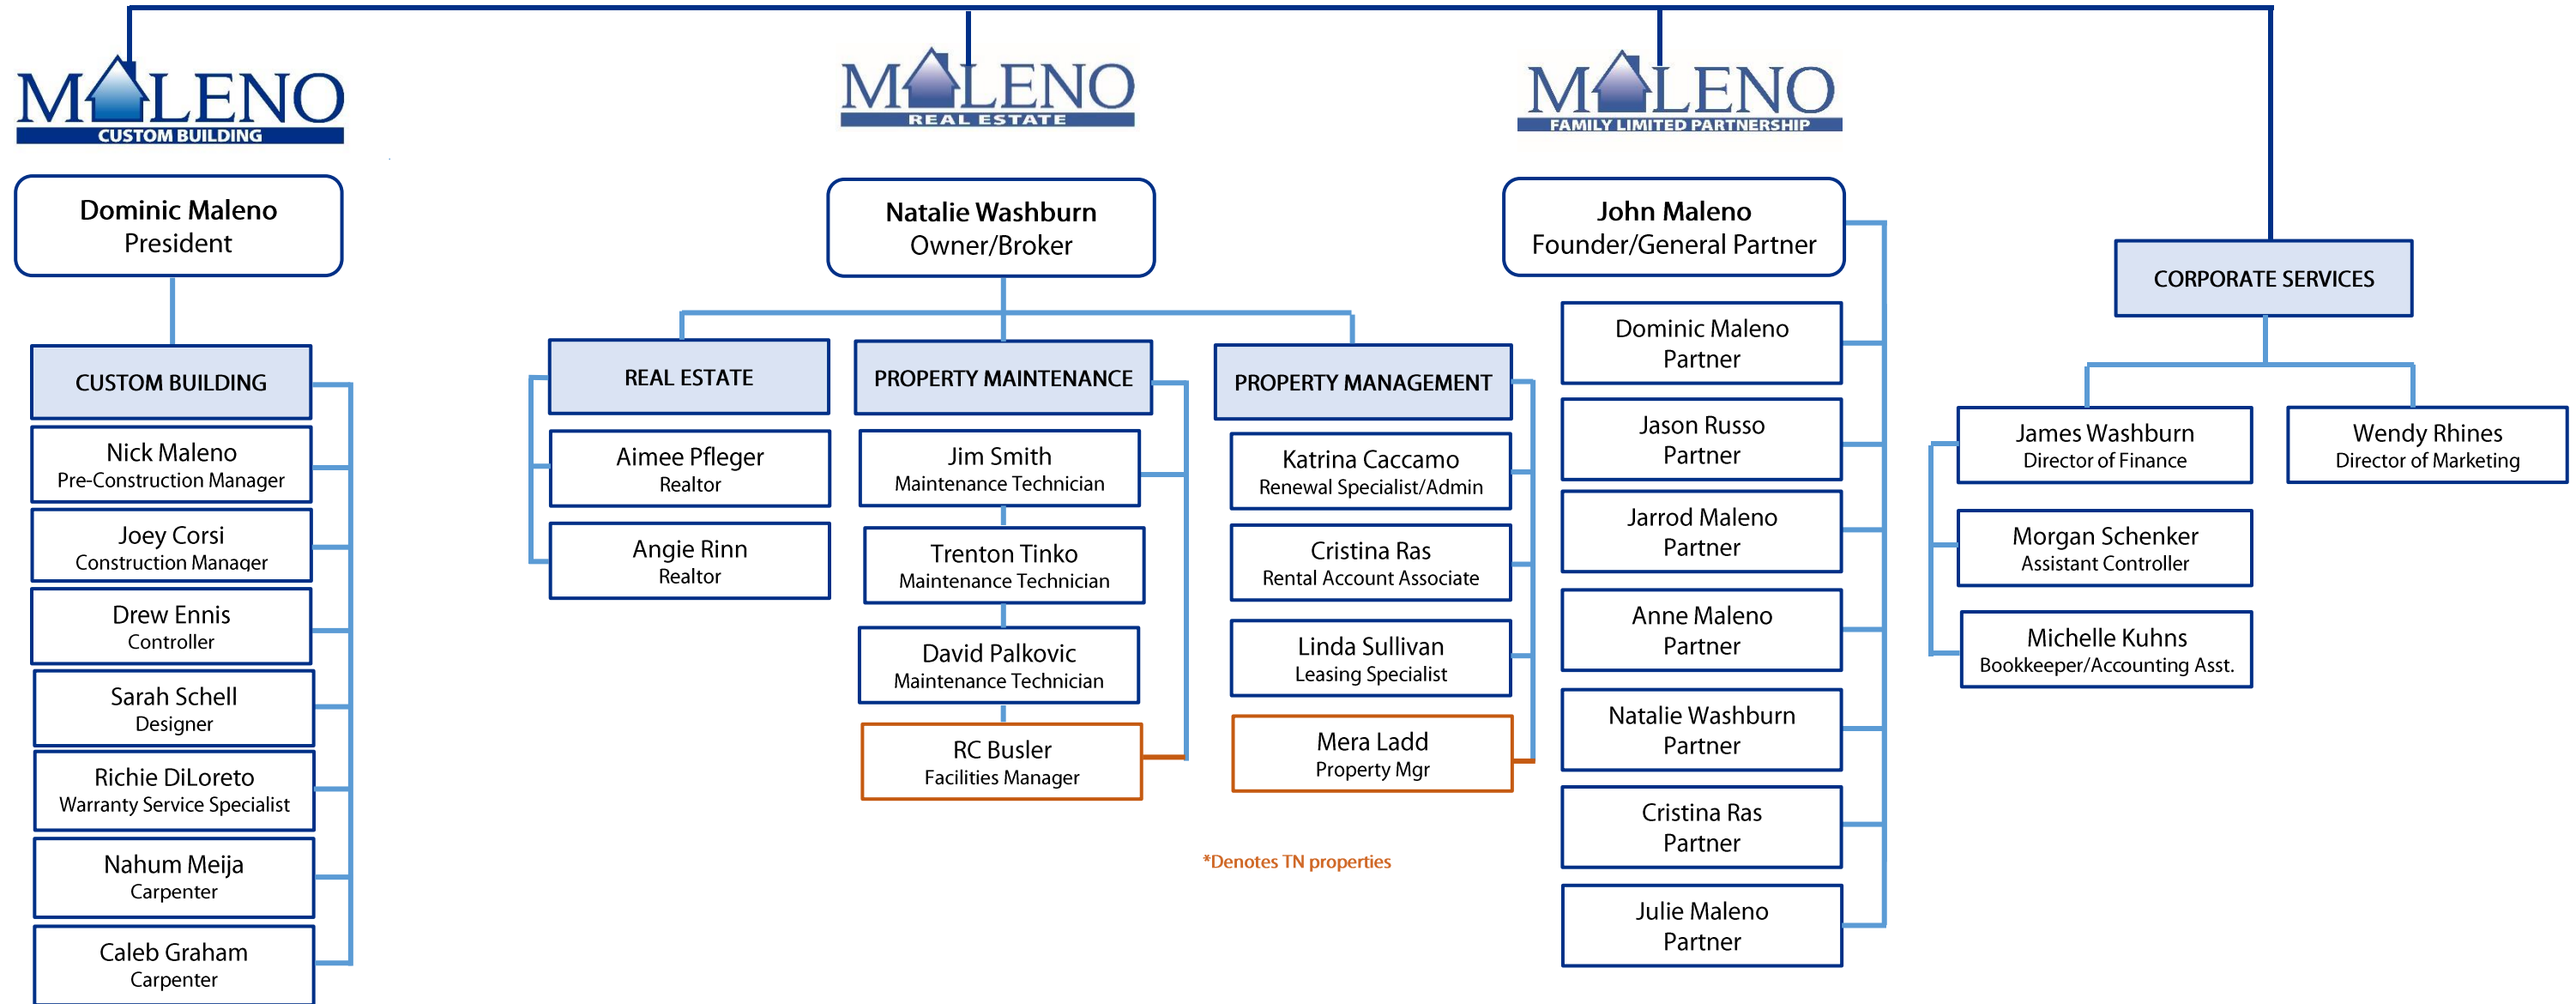 MALENO
CUSTOM BUILDING
Dominic Maleno
President
CUSTOM BUILDING
Nick Maleno
Pre-Construction Manager
Joey Corsi
Construction Manager
Drew Ennis
Controller
Sarah Schell
Designer
Richie DiLoreto
Warranty Service Specialist
Nahum Meija
Carpenter
Caleb Graham
Carpenter
MALENO
REAL ESTATE
Natalie Washburn
Owner/Broker
REAL ESTATE
Aimee Pfleger
Realtor
Angie Rinn
Realtor
PROPERTY MAINTENANCE
Jim Smith
Maintenance Technician
Trenton Tinko
Maintenance Technician
David Palkovic
Maintenance Technician
RC Busler
Facilities Manager
PROPERTY MANAGEMENT
Katrina Caccamo
Renewal Specialist/Admin
Cristina Ras
Rental Account Associate
Linda Sullivan
Leasing Specialist
Mera Ladd
Property Mgr
*Denotes TN properties
MALENO
FAMILY LIMITED PARTNERSHIP
John Maleno
Founder/General Partner
Dominic Maleno
Partner
Jason Russo
Partner
Jarrod Maleno
Partner
Anne Maleno
Partner
Natalie Washburn
Partner
Cristina Ras
Partner
Julie Maleno
Partner
CORPORATE SERVICES
James Washburn
Director of Finance
Morgan Schenker
Assistant Controller
Michelle Kuhns
Bookkeeper/Accounting Asst.
Wendy Rhines
Director of Marketing